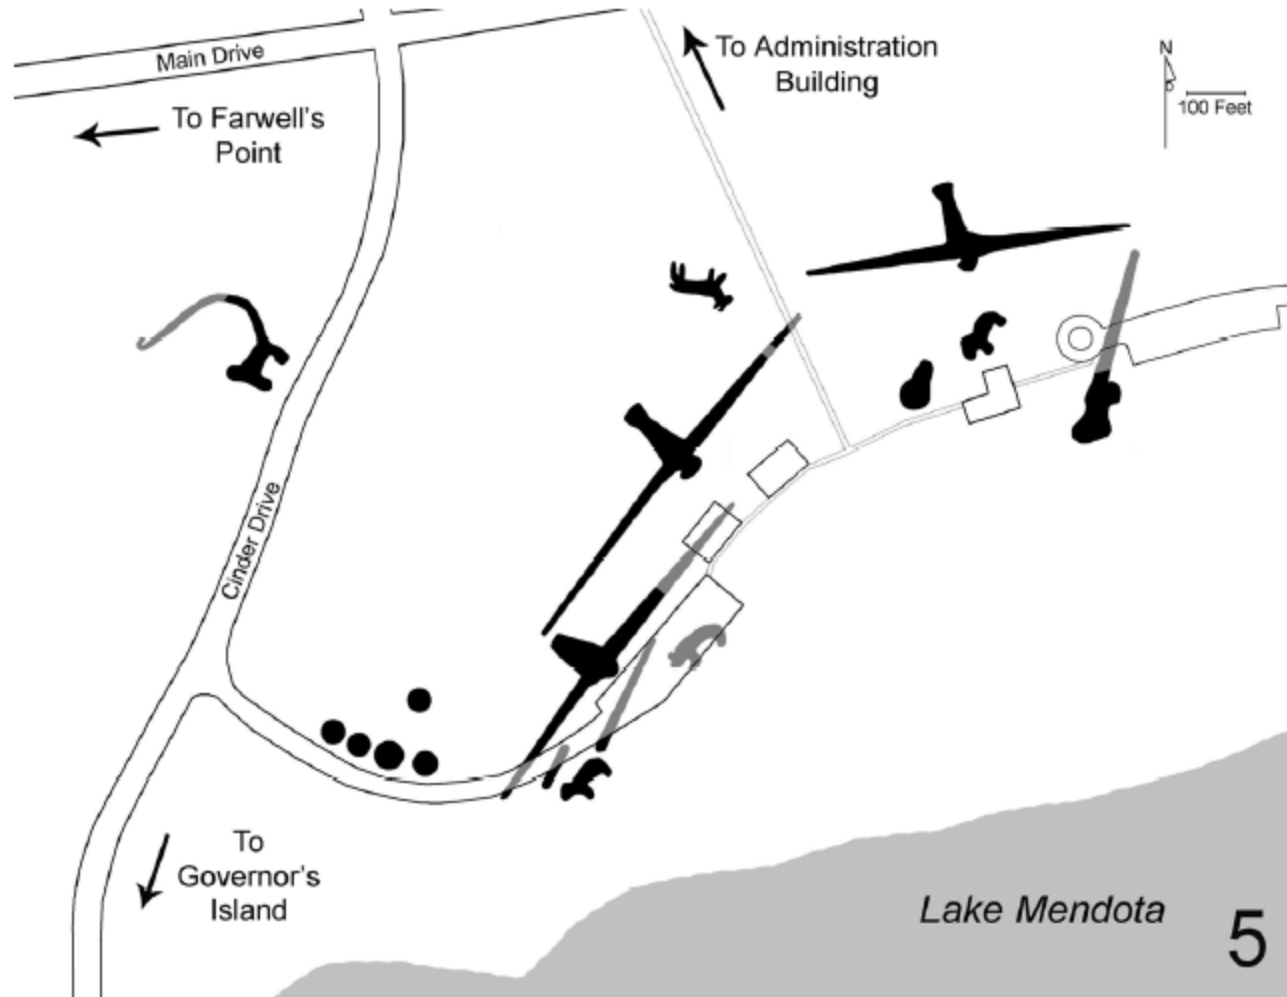 Main Drive
To Farwell's
Point
To Administration
Building
N
100 Feet
Cinder Drive
To
Governor's
Island
Lake Mendota
5